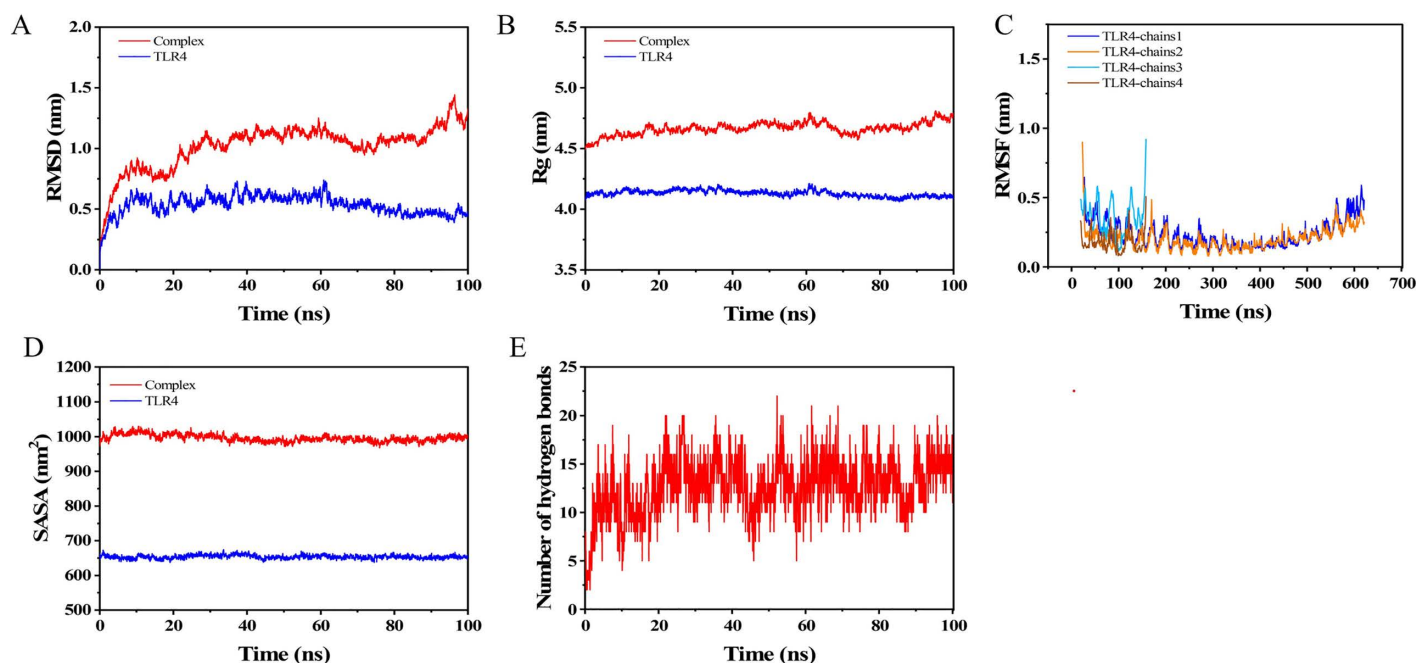 A
2.0
1.5
1.0
0.5
0.0
RMSD (nm)
Complex
TLR4
0
20
40
60
80
100
Time (ns)
B
5.5
5.0
4.5
4.0
3.5
Rg (nm)
Complex
TLR4
0
20
40
60
80
100
Time (ns)
C
1.5
1.0
0.5
0.0
RMSF (nm)
TLR4-chains1
TLR4-chains2
TLR4-chains3
TLR4-chains4
0
100
200
300
400
500
600
700
Time (ns)
D
1200
1100
1000
900
800
700
650
600
500
SASA (nm²)
Complex
TLR4
0
20
40
60
80
100
Time (ns)
E
25
20
15
10
5
0
Number of hydrogen bonds
0
20
40
60
80
100
Time (ns)